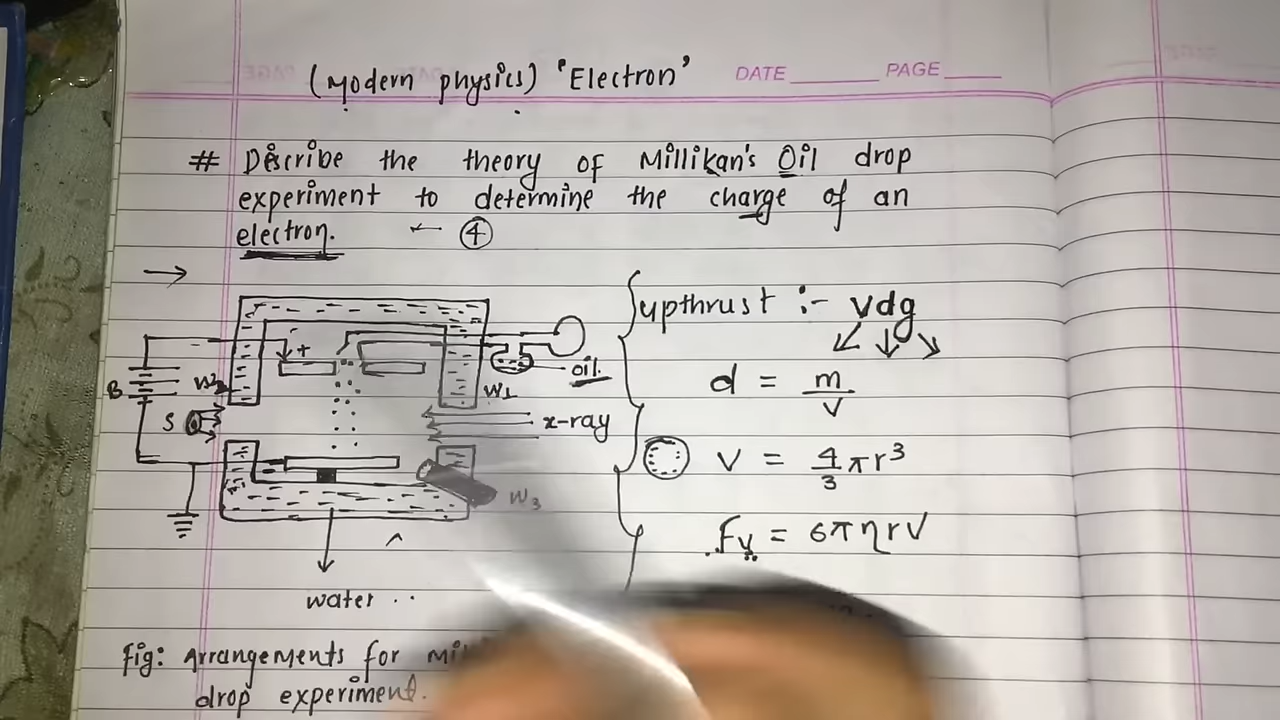 (Modern physics) 'Electron'
DATE PAGE
# Describe the theory of Millikan's Oil drop
experiment to determine the charge of an
electron. ← ④
→
upthrust :- vdg
d = m/v
v = 4/3 πr³
Fv = 6πηrv
+
oil.
B
W₂
W₁
S
x-ray
W₃
water ..
Fig: Arrangements for
drop experiment.